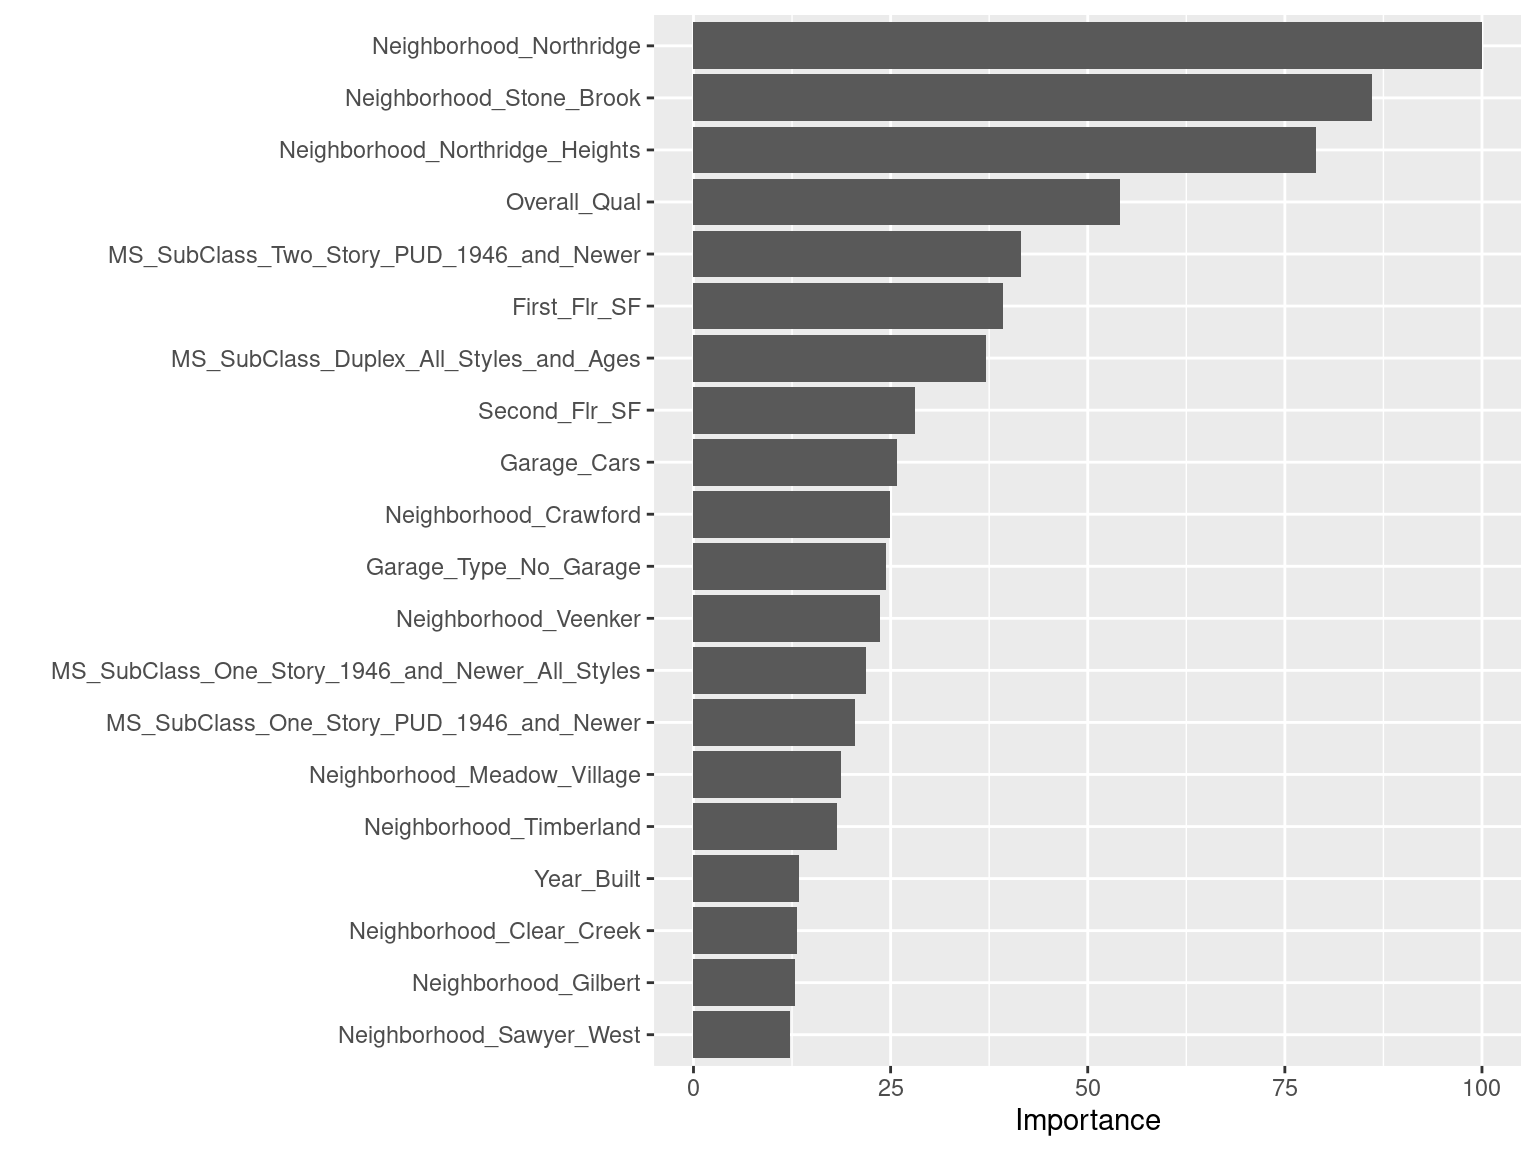 Neighborhood_Northridge
Neighborhood_Stone_Brook
Neighborhood_Northridge_Heights
Overall_Qual
MS_SubClass_Two_Story_PUD_1946_and_Newer
First_Flr_SF
MS_SubClass_Duplex_All_Styles_and_Ages
Second_Flr_SF
Garage_Cars
Neighborhood_Crawford
Garage_Type_No_Garage
Neighborhood_Veenker
MS_SubClass_One_Story_1946_and_Newer_All_Styles
MS_SubClass_One_Story_PUD_1946_and_Newer
Neighborhood_Meadow_Village
Neighborhood_Timberland
Year_Built
Neighborhood_Clear_Creek
Neighborhood_Gilbert
Neighborhood_Sawyer_West
0 25 50 75 100
Importance